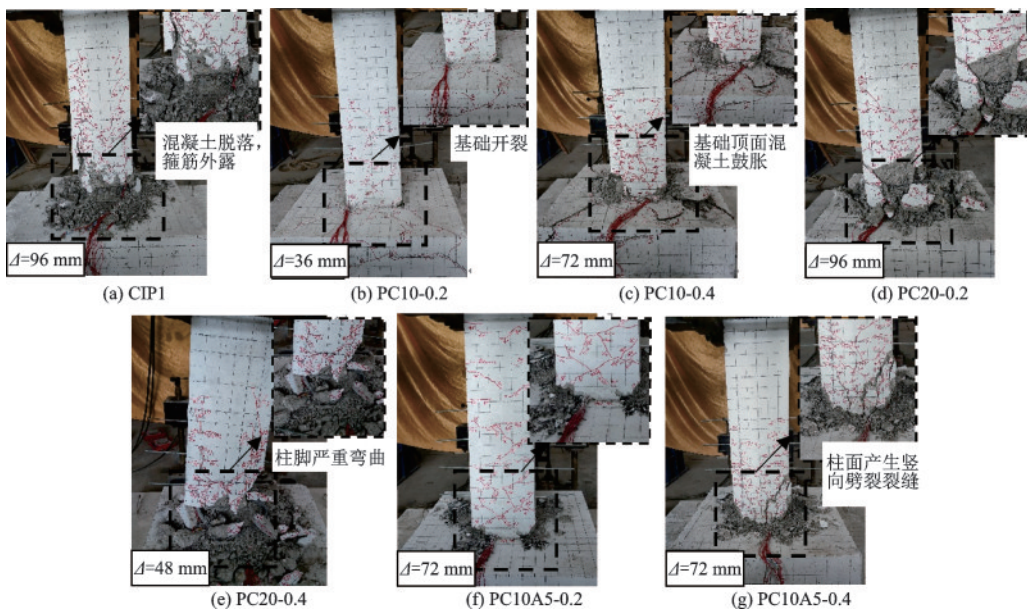 混凝土脱落，
箍筋外露
Δ=96 mm
(a) CIP1
基础开裂
Δ=36 mm
(b) PC10-0.2
基础顶面混
凝土鼓胀
Δ=72 mm
(c) PC10-0.4
Δ=96 mm
(d) PC20-0.2
柱脚严重弯曲
Δ=48 mm
(e) PC20-0.4
Δ=72 mm
(f) PC10A5-0.2
柱面产生竖
向劈裂裂缝
Δ=72 mm
(g) PC10A5-0.4